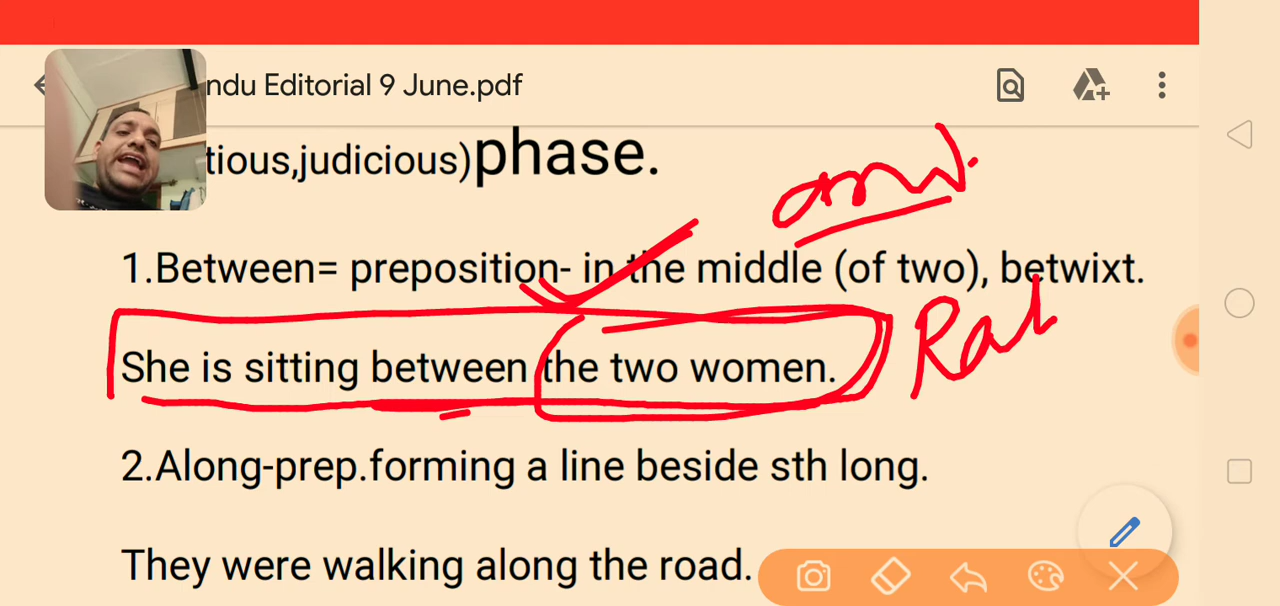 ndu Editorial 9 June.pdf
tious,judicious)phase.
1.Between= preposition- in the middle (of two), betwixt.
She is sitting between the two women.
2.Along-prep.forming a line beside sth long.
They were walking along the road.